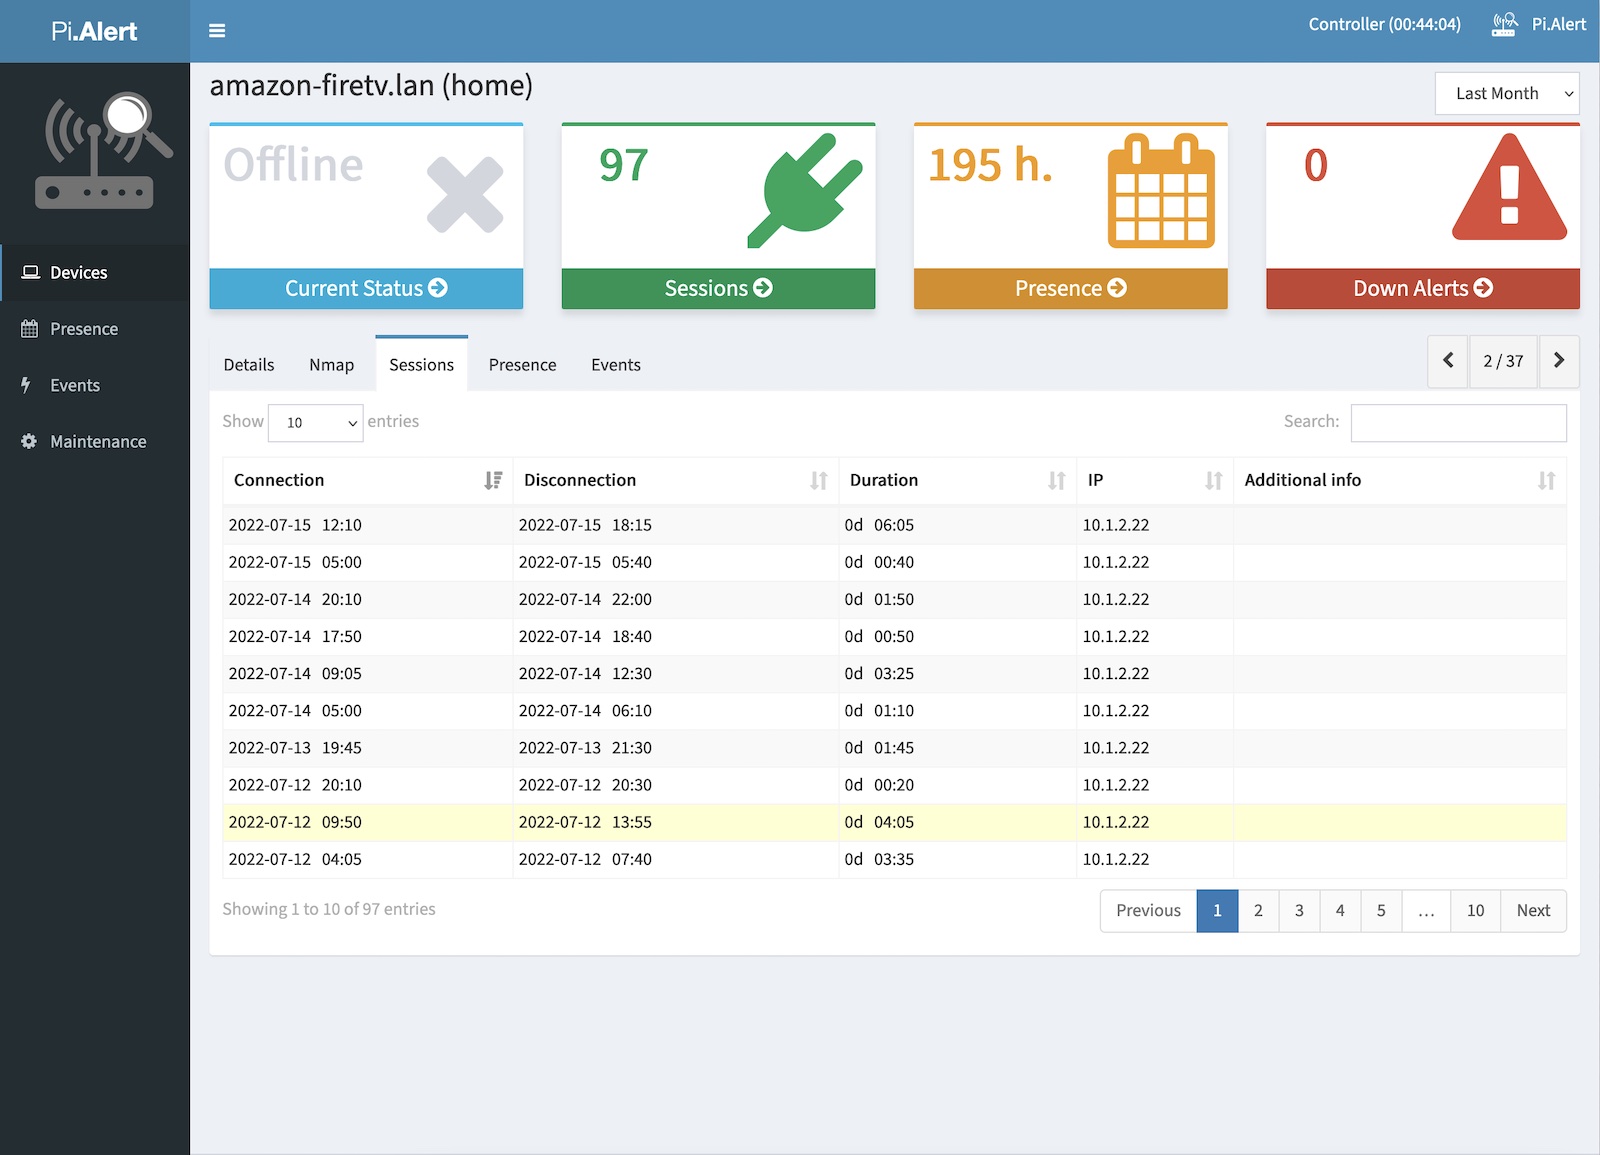 Pi.Alert
Controller (00:44:04) Pi.Alert
amazon-firetv.lan (home)
Last Month
Offline
Current Status
97
Sessions
195 h.
Presence
0
Down Alerts
Devices
Presence
Events
Maintenance
Details Nmap Sessions Presence Events
2 / 37
Show 10 entries
Search:
Connection Disconnection Duration IP Additional info
2022-07-15 12:10 2022-07-15 18:15 0d 06:05 10.1.2.22
2022-07-15 05:00 2022-07-15 05:40 0d 00:40 10.1.2.22
2022-07-14 20:10 2022-07-14 22:00 0d 01:50 10.1.2.22
2022-07-14 17:50 2022-07-14 18:40 0d 00:50 10.1.2.22
2022-07-14 09:05 2022-07-14 12:30 0d 03:25 10.1.2.22
2022-07-14 05:00 2022-07-14 06:10 0d 01:10 10.1.2.22
2022-07-13 19:45 2022-07-13 21:30 0d 01:45 10.1.2.22
2022-07-12 20:10 2022-07-12 20:30 0d 00:20 10.1.2.22
2022-07-12 09:50 2022-07-12 13:55 0d 04:05 10.1.2.22
2022-07-12 04:05 2022-07-12 07:40 0d 03:35 10.1.2.22
Showing 1 to 10 of 97 entries
Previous 1 2 3 4 5 ... 10 Next